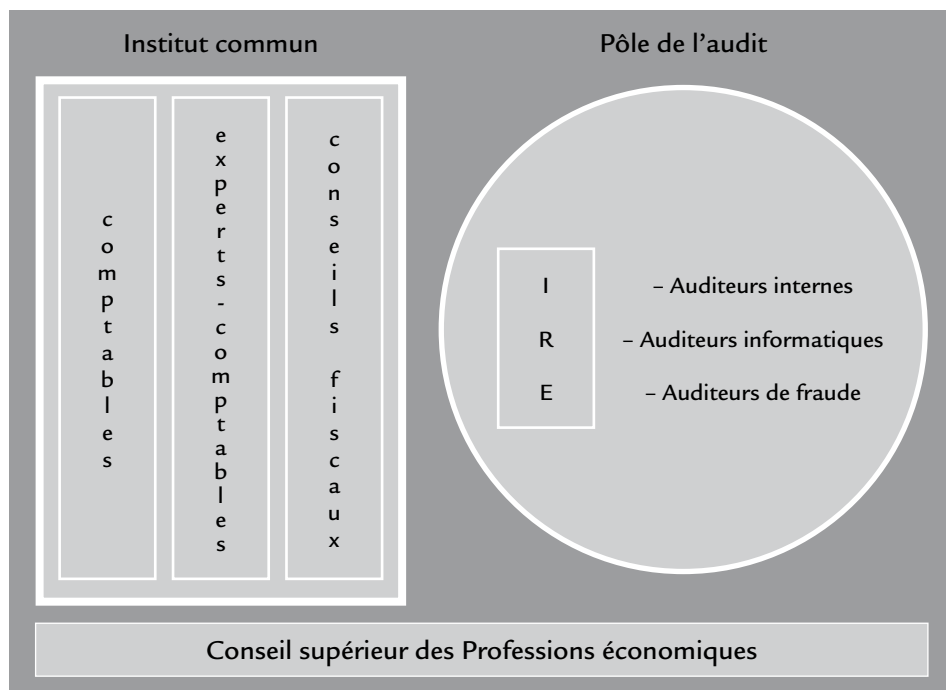 Institut commun
Pôle de l'audit
comptables
experts-comptables
conseils fiscaux
I
R
E
– Auditeurs internes
– Auditeurs informatiques
– Auditeurs de fraude
Conseil supérieur des Professions économiques